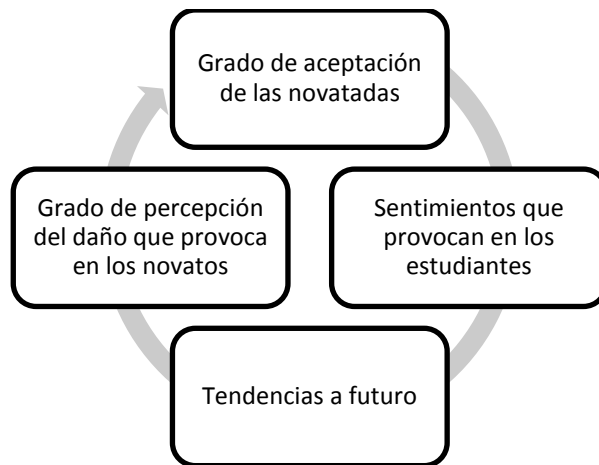 Grado de aceptación
de las novatadas
Sentimientos que
provocan en los
estudiantes
Tendencias a futuro
Grado de percepción
del daño que provoca
en los novatos